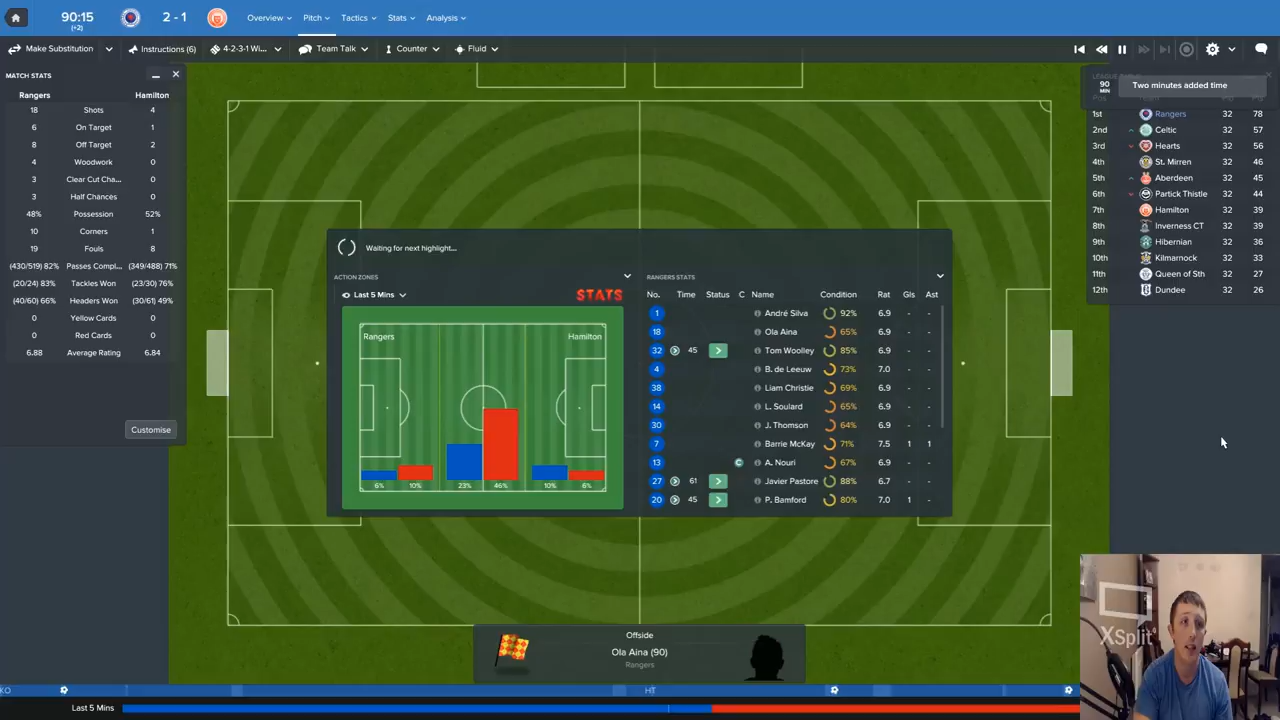 90:15
(+2)
2 - 1
Overview
Pitch
Tactics
Stats
Analysis
Make Substitution
Instructions (6)
4-2-3-1 Wi...
Team Talk
Counter
Fluid
MATCH STATS
Rangers Hamilton
18 Shots 4
6 On Target 1
8 Off Target 2
4 Woodwork 0
3 Clear Cut Cha... 0
3 Half Chances 0
48% Possession 52%
10 Corners 1
19 Fouls 8
(430/519) 82% Passes Compl... (349/488) 71%
(20/24) 83% Tackles Won (23/30) 76%
(40/60) 66% Headers Won (30/61) 49%
0 Yellow Cards 0
0 Red Cards 0
6.88 Average Rating 6.84
Customise
Waiting for next highlight...
ACTION ZONES
Last 5 Mins
STATS
Rangers Hamilton
6% 10% 23% 46% 10% 6%
RANGERS STATS
No. Time Status C Name Condition Rat Gls Ast
1 André Silva 92% 6.9 - -
18 Ola Aina 65% 6.9 - -
32 45 Tom Woolley 85% 6.9 - -
4 B. de Leeuw 73% 7.0 - -
38 Liam Christie 69% 6.9 - -
14 L. Soulard 65% 6.9 - -
30 J. Thomson 64% 6.9 - -
7 Barrie McKay 71% 7.5 1 1
13 C A. Nouri 67% 6.9 - -
27 61 Javier Pastore 88% 6.7 - -
20 45 P. Bamford 80% 7.0 1 -
90
MIN
Two minutes added time
1st Rangers 32 78
2nd Celtic 32 57
3rd Hearts 32 56
4th St. Mirren 32 46
5th Aberdeen 32 45
6th Partick Thistle 32 44
7th Hamilton 32 39
8th Inverness CT 32 39
9th Hibernian 32 36
10th Kilmarnock 32 33
11th Queen of Sth 32 27
12th Dundee 32 26
Offside
Ola Aina (90)
Rangers
XSplit
KO
HT
Last 5 Mins